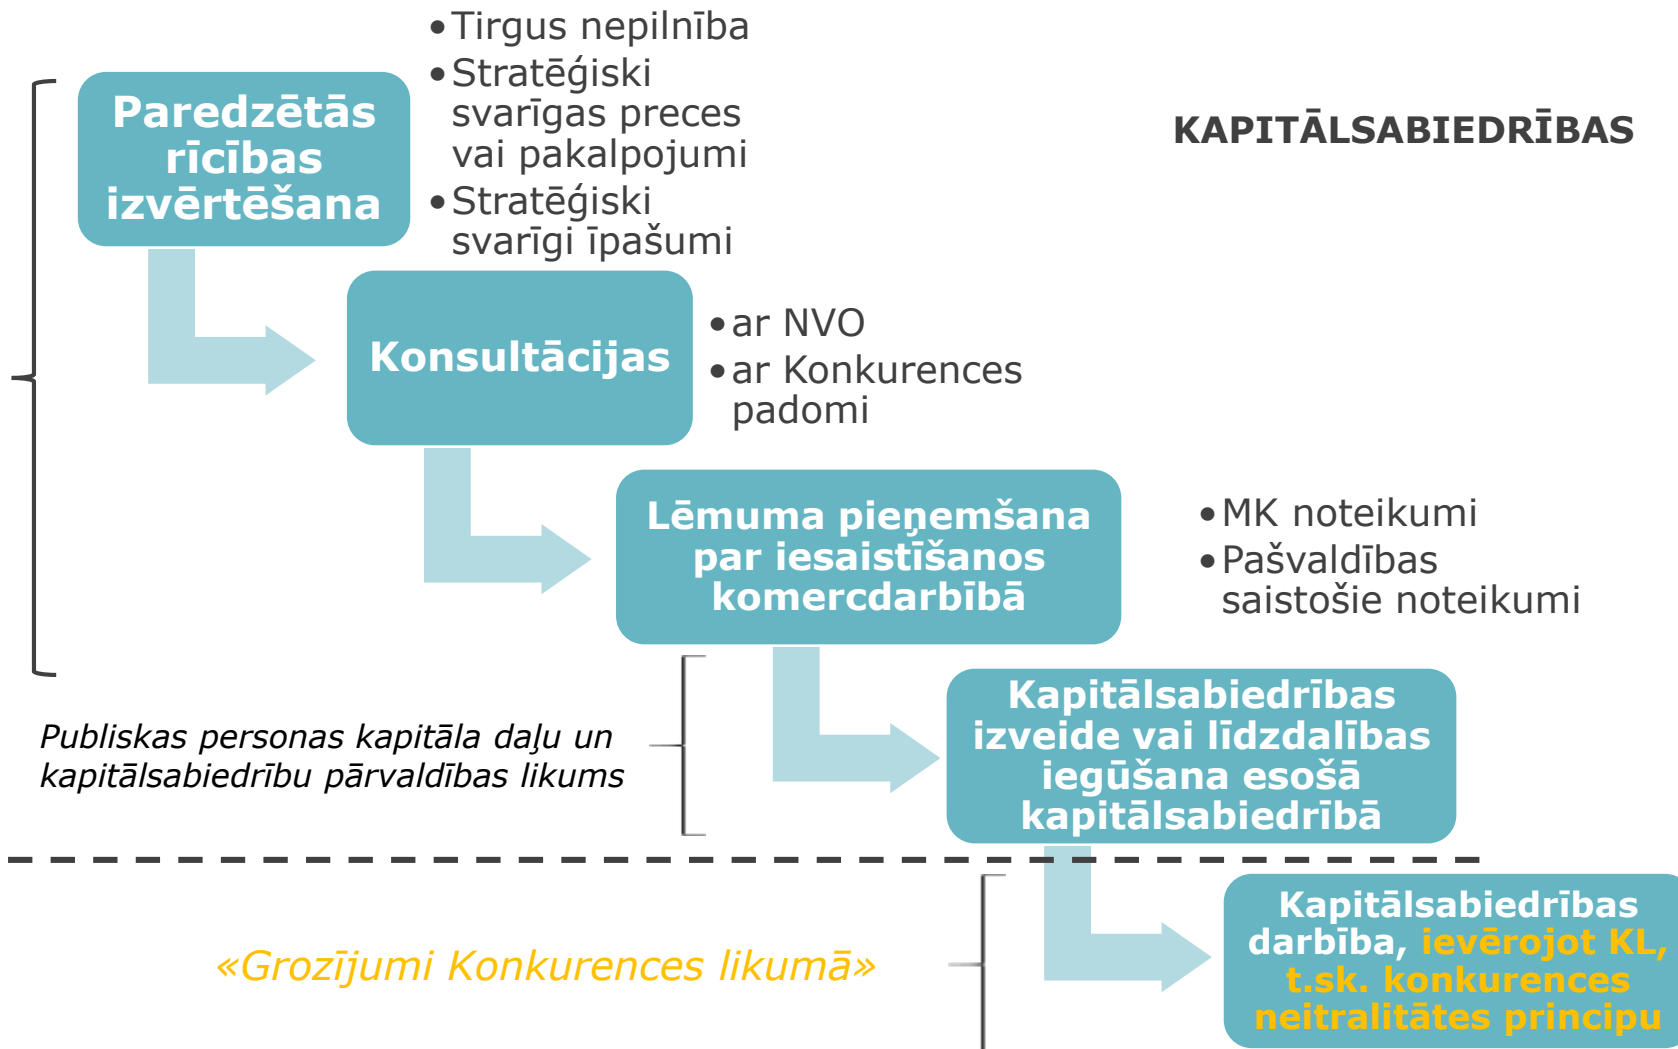 • Tirgus nepilnība
• Stratēģiski
svarīgas preces
vai pakalpojumi
• Stratēģiski
svarīgi īpašumi
Paredzētās
rīcības
izvērtēšana
KAPITĀLSABIEDRĪBAS
Konsultācijas
• ar NVO
• ar Konkurences
padomi
Lēmuma pieņemšana
par iesaistīšanos
komercdarbībā
• MK noteikumi
• Pašvaldības
saistošie noteikumi
Publiskas personas kapitāla daļu un
kapitālsabiedrību pārvaldības likums
Kapitālsabiedrības
izveide vai līdzdalības
iegūšana esošā
kapitālsabiedrībā
«Grozījumi Konkurences likumā»
Kapitālsabiedrības
darbība, ievērojot KL,
t.sk. konkurences
neitralitātes principu